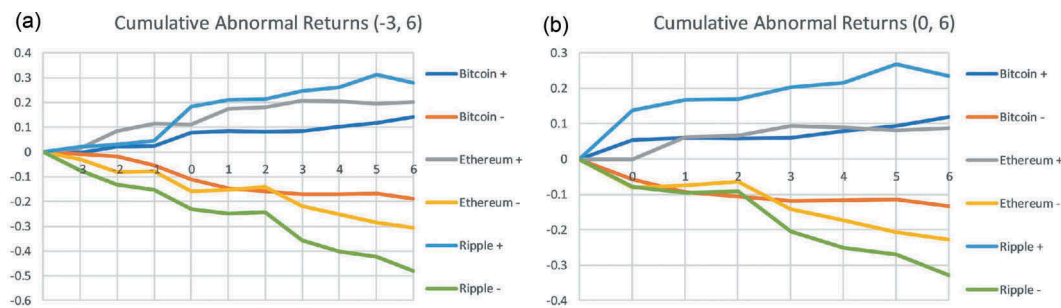 (a)
Cumulative Abnormal Returns (-3, 6)
0.4
0.3
0.2
0.1
0
-0.1
-0.2
-0.3
-0.4
-0.5
-0.6
-3 -2 -1 0 1 2 3 4 5 6
Bitcoin +
Bitcoin -
Ethereum +
Ethereum -
Ripple +
Ripple -
(b)
Cumulative Abnormal Returns (0, 6)
0.3
0.2
0.1
0
-0.1
-0.2
-0.3
-0.4
0 1 2 3 4 5 6
Bitcoin +
Bitcoin -
Ethereum +
Ethereum -
Ripple +
Ripple -